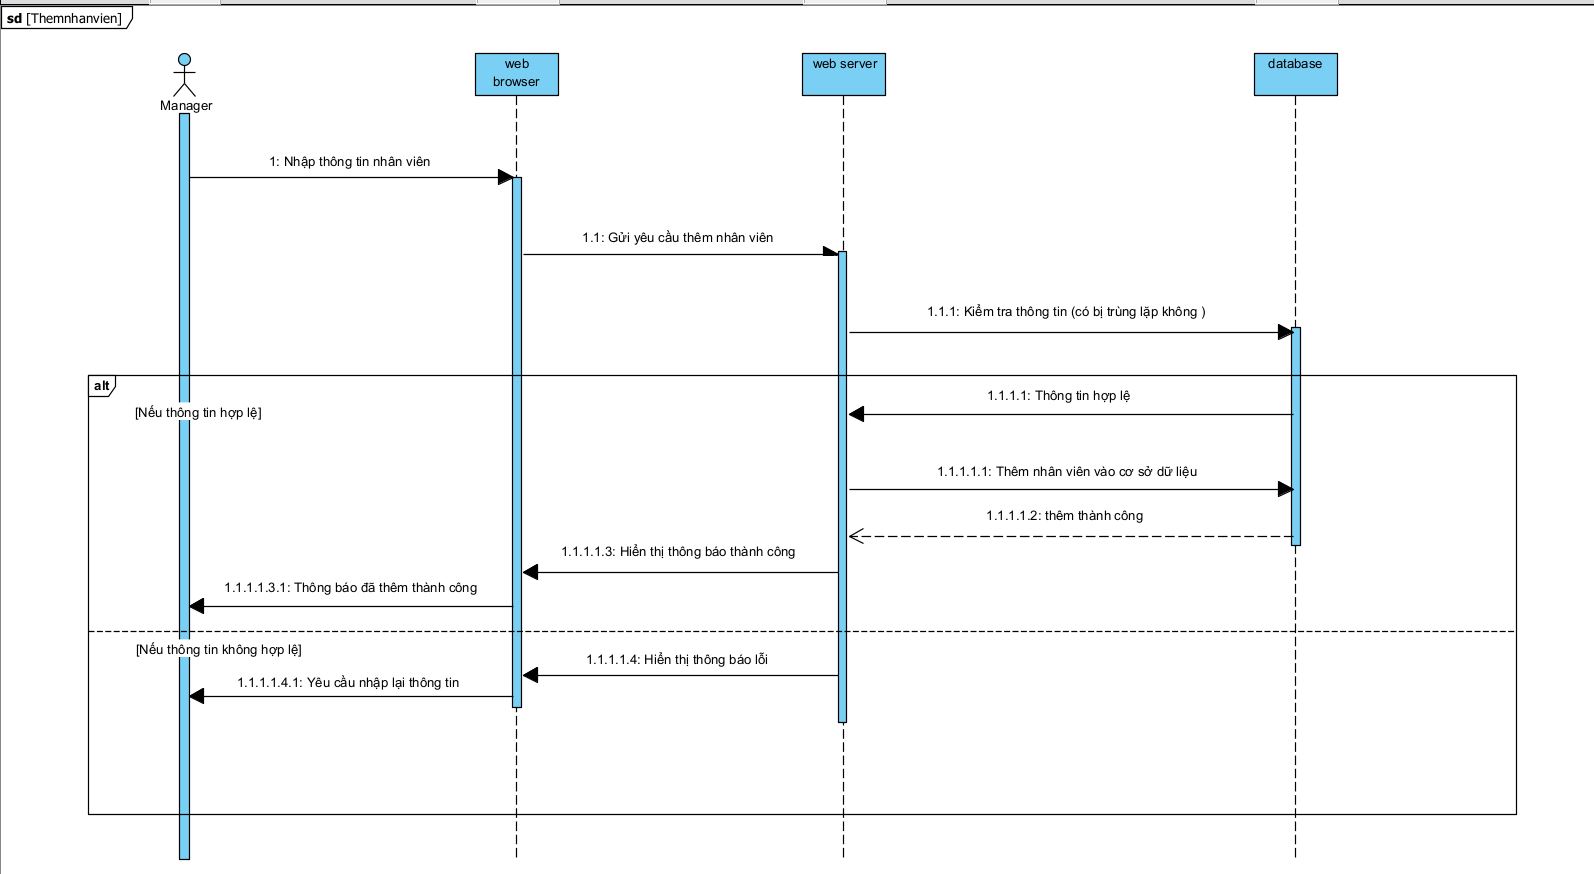 sd [Themnhanvien]
Manager
web
browser
web server
database
1: Nhập thông tin nhân viên
1.1: Gửi yêu cầu thêm nhân viên
1.1.1: Kiểm tra thông tin (có bị trùng lặp không )
alt
[Nếu thông tin hợp lệ]
1.1.1.1: Thông tin hợp lệ
1.1.1.1.1: Thêm nhân viên vào cơ sở dữ liệu
1.1.1.1.2: thêm thành công
1.1.1.1.3: Hiển thị thông báo thành công
1.1.1.1.3.1: Thông báo đã thêm thành công
[Nếu thông tin không hợp lệ]
1.1.1.1.4: Hiển thị thông báo lỗi
1.1.1.1.4.1: Yêu cầu nhập lại thông tin